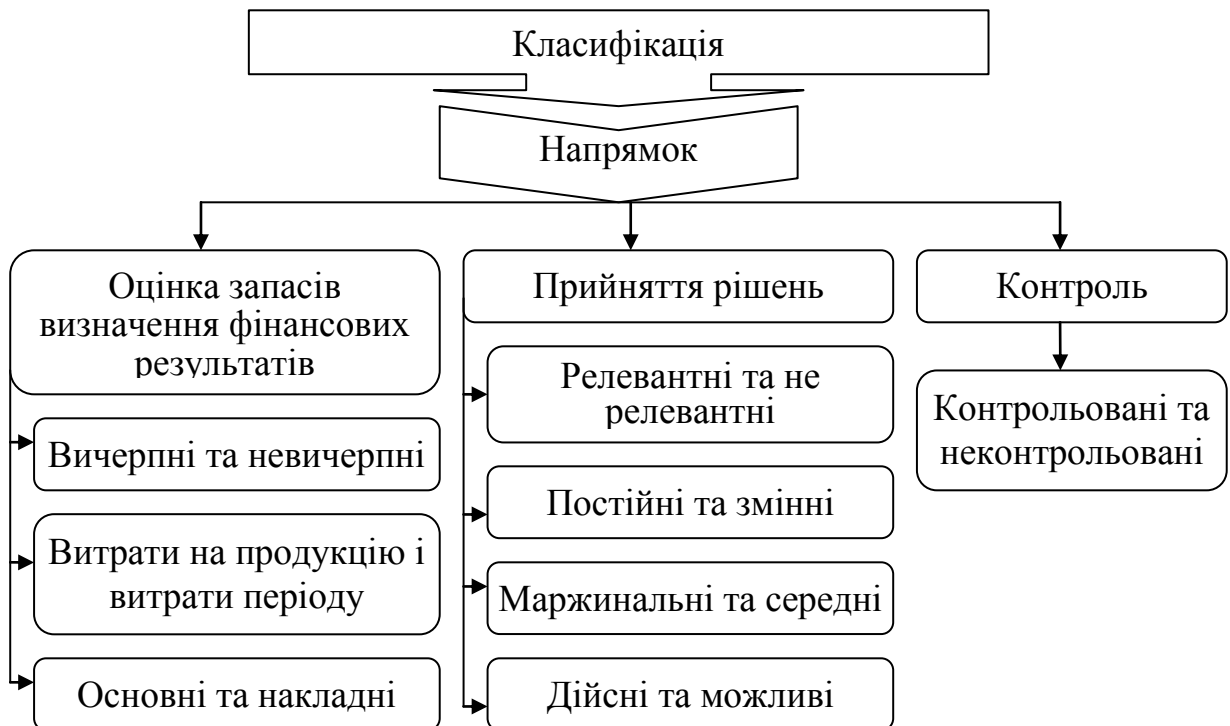 Класифікація
Напрямок
Оцінка запасів
визначення фінансових
результатів
Вичерпні та невичерпні
Витрати на продукцію і
витрати періоду
Основні та накладні
Прийняття рішень
Релевантні та не
релевантні
Постійні та змінні
Маржинальні та середні
Дійсні та можливі
Контроль
Контрольовані та
неконтрольовані